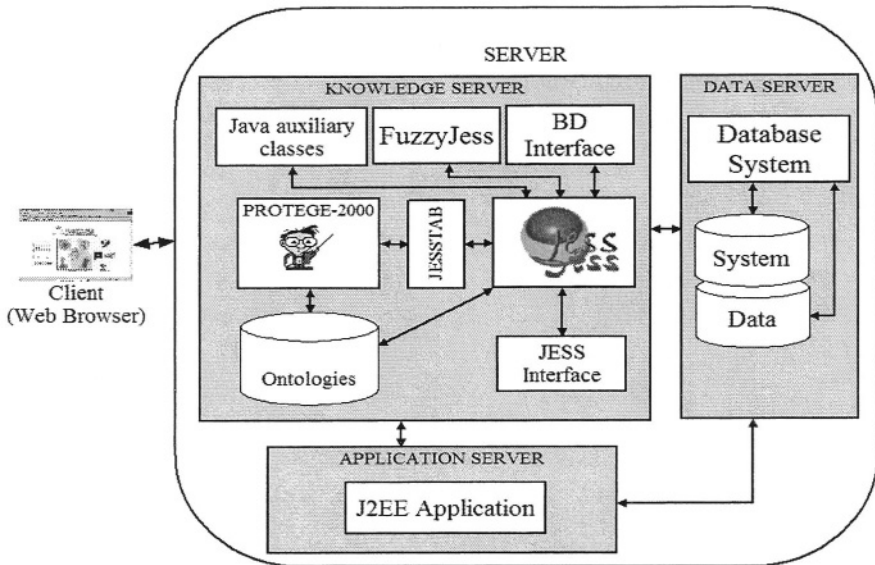 SERVER
KNOWLEDGE SERVER
Java auxiliary
classes
FuzzyJess
BD
Interface
PROTEGE-2000
JESSTAB
Jess
Ontologies
JESS
Interface
DATA SERVER
Database
System
System
Data
Client
(Web Browser)
APPLICATION SERVER
J2EE Application